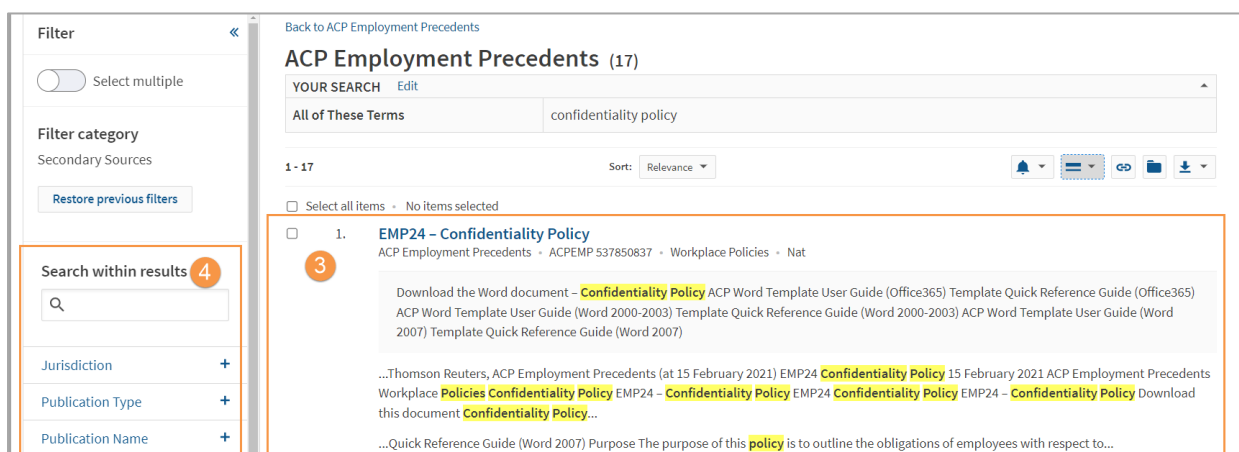 Filter «
Select multiple
Filter category
Secondary Sources
Restore previous filters
Search within results 4
Jurisdiction +
Publication Type +
Publication Name +
Back to ACP Employment Precedents
ACP Employment Precedents (17)
YOUR SEARCH Edit
All of These Terms confidentiality policy
1 - 17 Sort: Relevance
Select all items • No items selected
1. EMP24 – Confidentiality Policy
3
ACP Employment Precedents • ACPEMP 537850837 • Workplace Policies • Nat
Download the Word document – Confidentiality Policy ACP Word Template User Guide (Office365) Template Quick Reference Guide (Office365)
ACP Word Template User Guide (Word 2000-2003) Template Quick Reference Guide (Word 2000-2003) ACP Word Template User Guide (Word
2007) Template Quick Reference Guide (Word 2007)
...Thomson Reuters, ACP Employment Precedents (at 15 February 2021) EMP24 Confidentiality Policy 15 February 2021 ACP Employment Precedents
Workplace Policies Confidentiality Policy EMP24 – Confidentiality Policy EMP24 Confidentiality Policy EMP24 – Confidentiality Policy Download
this document Confidentiality Policy...
...Quick Reference Guide (Word 2007) Purpose The purpose of this policy is to outline the obligations of employees with respect to...